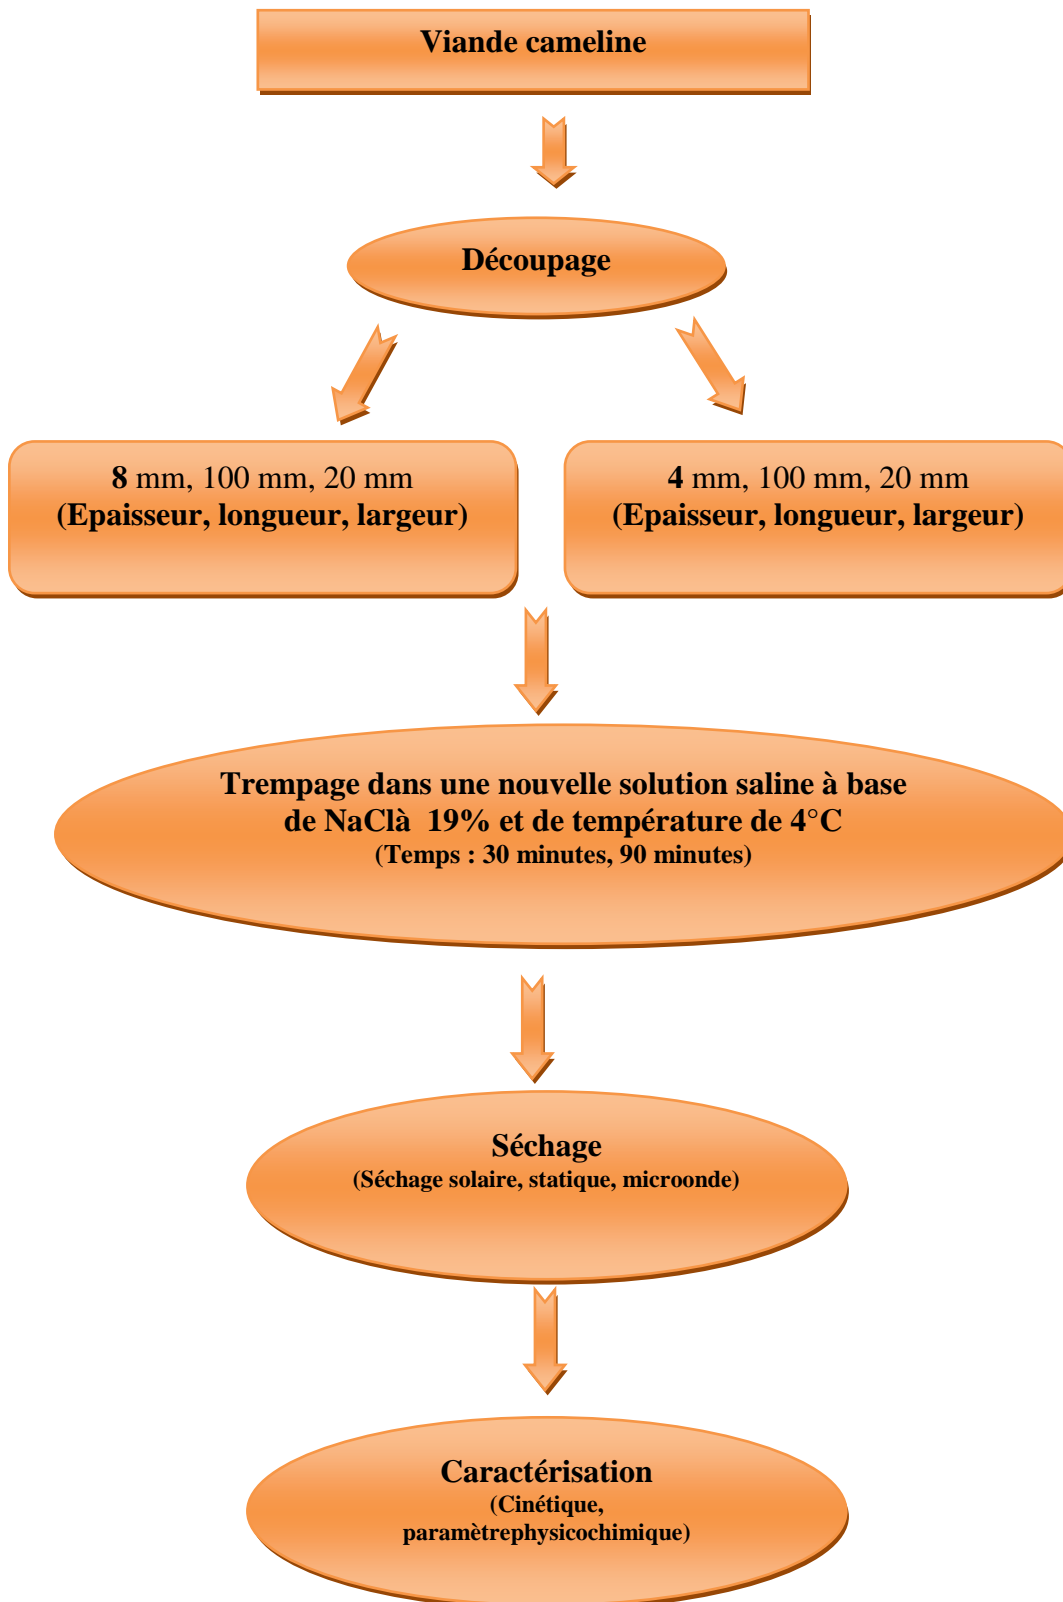 Viande cameline
Découpage
8 mm, 100 mm, 20 mm
(Epaisseur, longueur, largeur)
4 mm, 100 mm, 20 mm
(Epaisseur, longueur, largeur)
Trempage dans une nouvelle solution saline à base
de NaClà 19% et de température de 4°C
(Temps : 30 minutes, 90 minutes)
Séchage
(Séchage solaire, statique, microonde)
Caractérisation
(Cinétique,
paramètrephysicochimique)